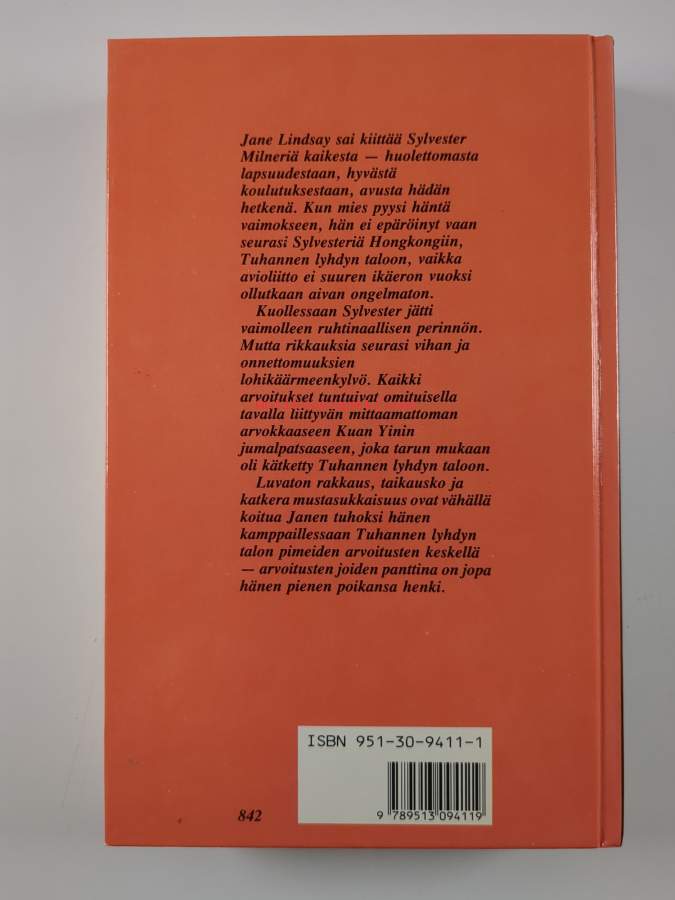 Jane Lindsay sai kiittää Sylvester
Milneriä kaikesta — huolettomasta
lapsuudestaan, hyvästä
koulutuksestaan, avusta hädän
hetkenä. Kun mies pyysi häntä
vaimokseen, hän ei epäröinyt vaan
seurasi Sylvesteriä Hongkongiin,
Tuhannen lyhdyn taloon, vaikka
avioliitto ei suuren ikäeron vuoksi
ollutkaan aivan ongelmaton.
Kuollessaan Sylvester jätti
vaimolleen ruhtinaallisen perinnön.
Mutta rikkauksia seurasi vihan ja
onnettomuuksien
lohikäärmeenkylvö. Kaikki
arvoitukset tuntuivat omituisella
tavalla liittyvän mittaamattoman
arvokkaaseen Kuan Yinin
jumalpatsaaseen, joka tarun mukaan
oli kätketty Tuhannen lyhdyn taloon.
Luvaton rakkaus, taikausko ja
katkera mustasukkaisuus ovat vähällä
koitua Janen tuhoksi hänen
kamppaillessaan Tuhannen lyhdyn
talon pimeiden arvoitusten keskellä
— arvoitusten joiden panttina on jopa
hänen pienen poikansa henki.
ISBN 951-30-9411-1
9 789513 094119
842